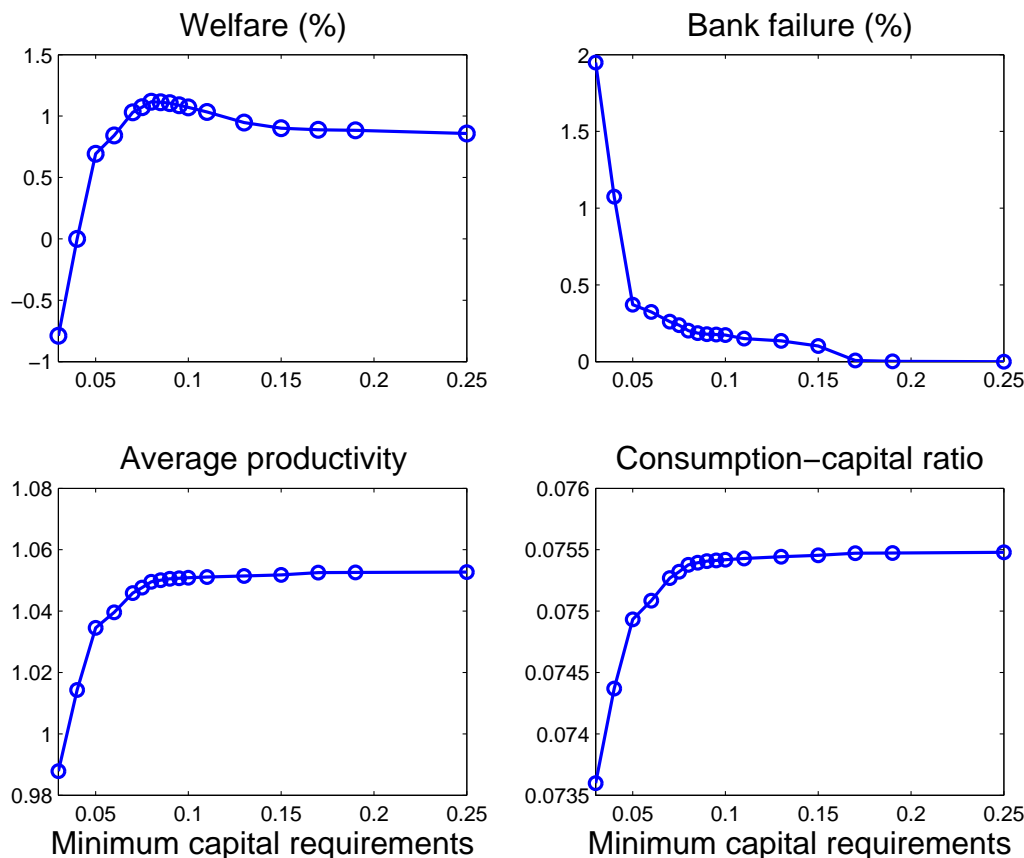 Welfare (%)
1.5
1
0.5
0
−0.5
−1
0.05 0.1 0.15 0.2 0.25
Bank failure (%)
2
1.5
1
0.5
0
0.05 0.1 0.15 0.2 0.25
Average productivity
1.08
1.06
1.04
1.02
1
0.98
0.05 0.1 0.15 0.2 0.25
Minimum capital requirements
Consumption−capital ratio
0.076
0.0755
0.075
0.0745
0.074
0.0735
0.05 0.1 0.15 0.2 0.25
Minimum capital requirements